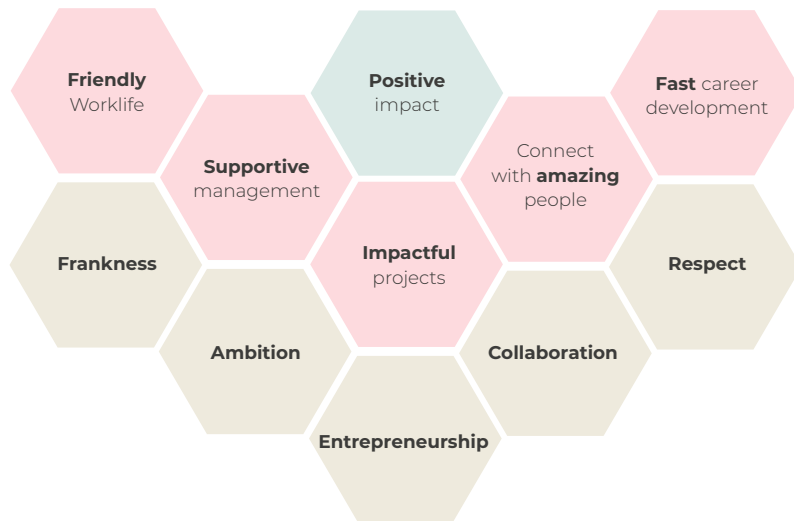 Friendly
Worklife
Positive
impact
Fast career
development
Supportive
management
Connect
with amazing
people
Frankness
Impactful
projects
Respect
Ambition
Collaboration
Entrepreneurship